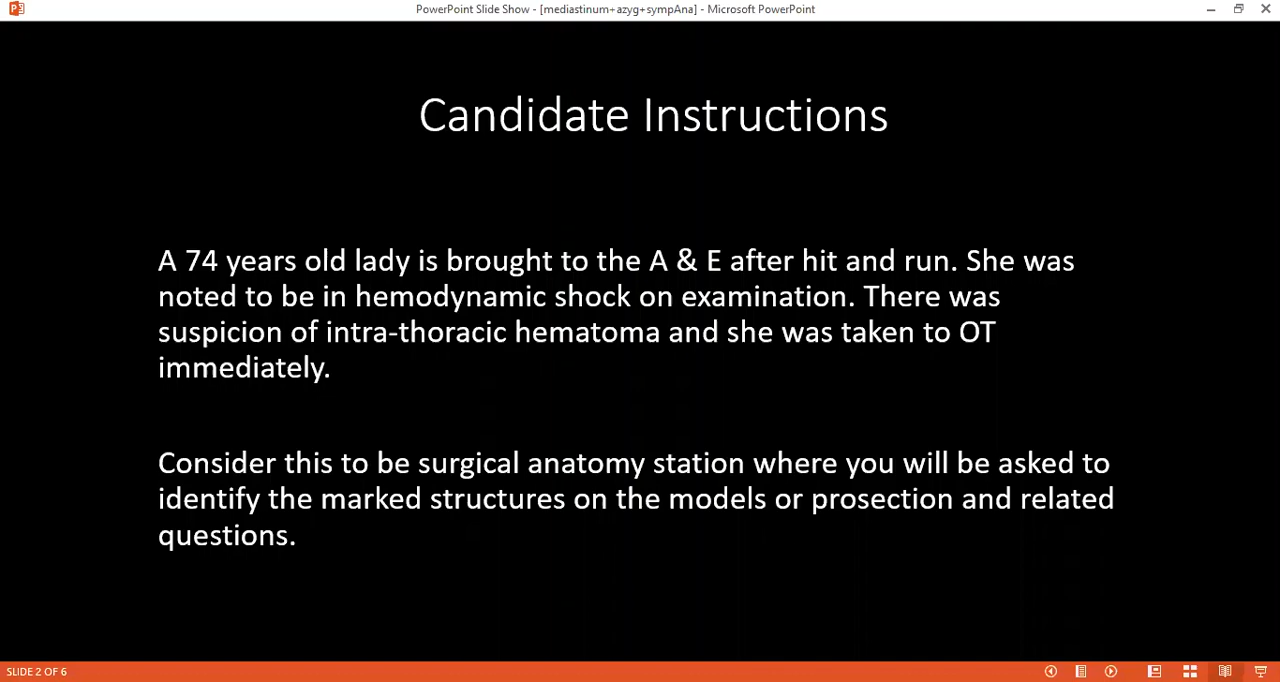 PowerPoint Slide Show - [mediastinum+azyg+sympAna] - Microsoft PowerPoint
Candidate Instructions
A 74 years old lady is brought to the A & E after hit and run. She was
noted to be in hemodynamic shock on examination. There was
suspicion of intra-thoracic hematoma and she was taken to OT
immediately.
Consider this to be surgical anatomy station where you will be asked to
identify the marked structures on the models or prosection and related
questions.
SLIDE 2 OF 6